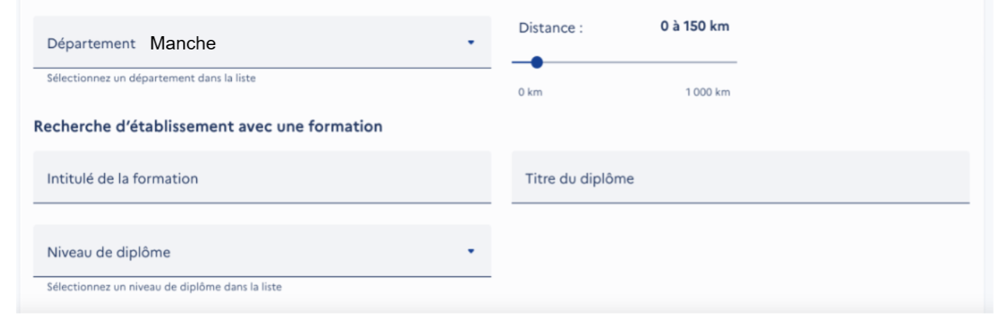 Département Manche
Sélectionnez un département dans la liste
Distance :
0 à 150 km
0 km
1 000 km
Recherche d'établissement avec une formation
Intitulé de la formation
Titre du diplôme
Niveau de diplôme
Sélectionnez un niveau de diplôme dans la liste